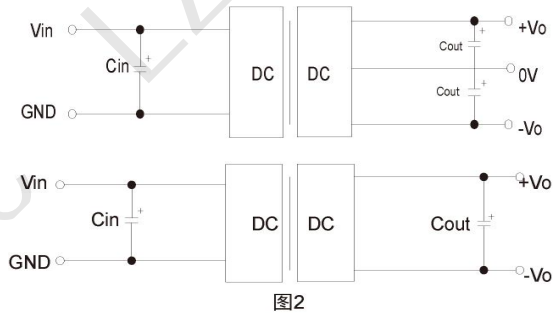 Vin
Cin
+
GND
DC
DC
Cout
+
Cout
+
+Vo
0V
-Vo
Vin
Cin
+
GND
DC
DC
Cout
+
+Vo
-Vo
图2